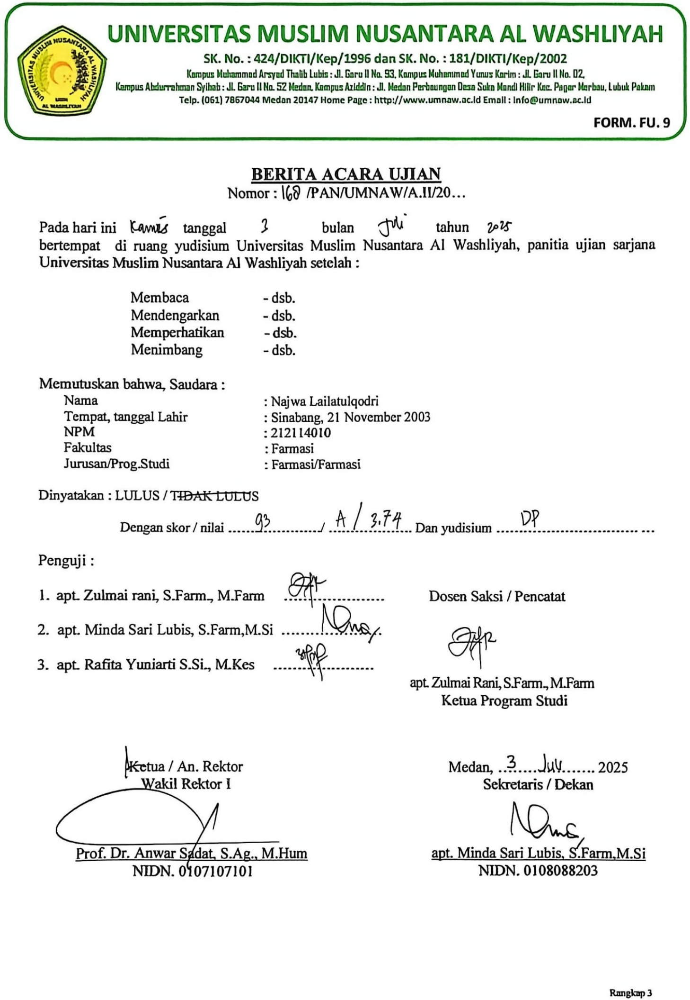 UNIVERSITAS MUSLIM NUSANTARA AL WASHLIYAH
UNIVERSITAS MUSLIM NUSANTARA AL WASHLIYAH
AL WASHLIYAH
SK. No. : 424/DIKTI/Kep/1996 dan SK. No. : 181/DIKTI/Kep/2002
Kampus Muhammad Arsyad Thalib Lubis : Jl. Garu II No. 93, Kampus Muhammad Yunus Karim : Jl. Garu II No. 02,
Kampus Abdurrahman Syihab : Jl. Garu II No. 52 Medan, Kampus Aziddin : Jl. Medan Perbaungan Desa Suka Mandi Hilir Kec. Pagar Merbau, Lubuk Pakam
Telp. (061) 7867044 Medan 20147 Home Page : http://www.umnaw.ac.id Email : info@umnaw.ac.id
FORM. FU. 9
BERITA ACARA UJIAN
Nomor : 168 /PAN/UMNAW/A.II/20...
Pada hari ini Kamis tanggal 3 bulan Juli tahun 2025
bertempat di ruang yudisium Universitas Muslim Nusantara Al Washliyah, panitia ujian sarjana
Universitas Muslim Nusantara Al Washliyah setelah :
Membaca - dsb.
Mendengarkan - dsb.
Memperhatikan - dsb.
Menimbang - dsb.
Memutuskan bahwa, Saudara :
Nama : Najwa Lailatulqodri
Tempat, tanggal Lahir : Sinabang, 21 November 2003
NPM : 212114010
Fakultas : Farmasi
Jurusan/Prog.Studi : Farmasi/Farmasi
Dinyatakan : LULUS / TIDAK LULUS
Dengan skor / nilai 93 / A / 3.74 Dan yudisium DP
Penguji :
1. apt. Zulmai rani, S.Farm., M.Farm
Dosen Saksi / Pencatat
2. apt. Minda Sari Lubis, S.Farm,M.Si
3. apt. Rafita Yuniarti S.Si., M.Kes
apt. Zulmai Rani, S.Farm., M.Farm
Ketua Program Studi
Ketua / An. Rektor
Wakil Rektor I
Medan, 3 Juli 2025
Sekretaris / Dekan
Prof. Dr. Anwar Sadat, S.Ag., M.Hum
NIDN. 0107107101
apt. Minda Sari Lubis, S.Farm,M.Si
NIDN. 0108088203
Rangkap 3